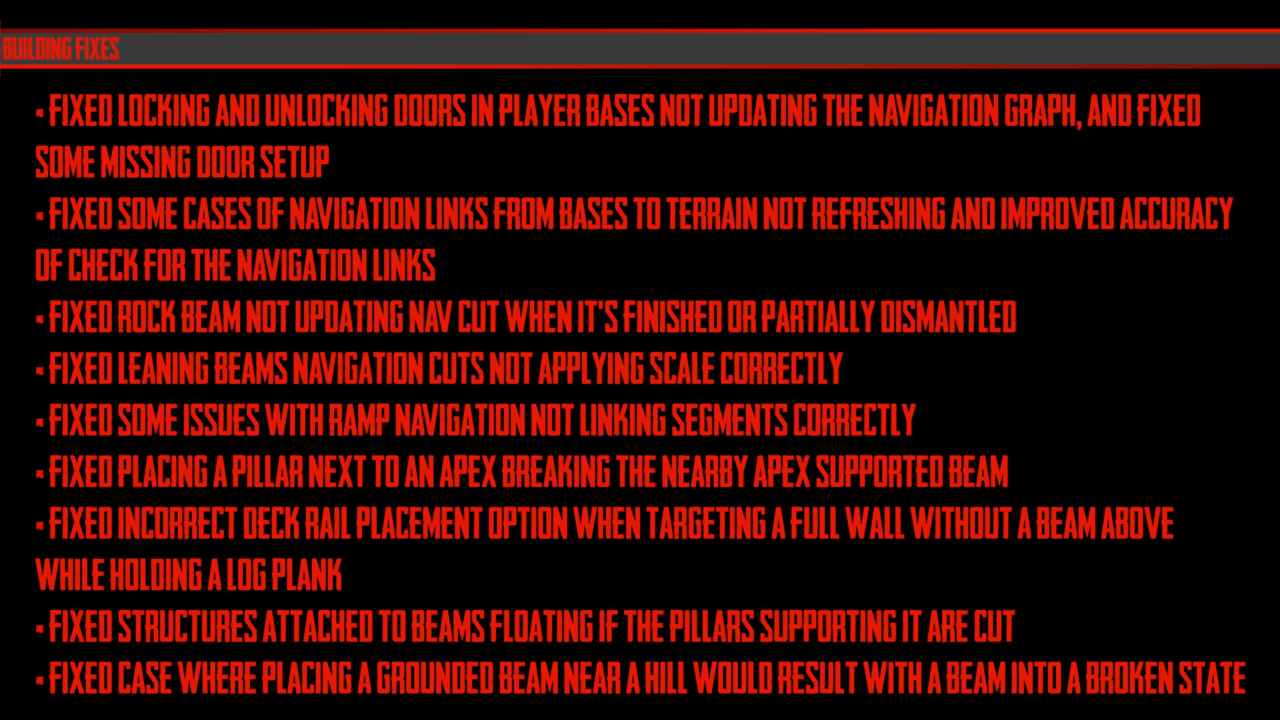 BUILDING FIXES
• FIXED LOCKING AND UNLOCKING DOORS IN PLAYER BASES NOT UPDATING THE NAVIGATION GRAPH, AND FIXED
SOME MISSING DOOR SETUP
• FIXED SOME CASES OF NAVIGATION LINKS FROM BASES TO TERRAIN NOT REFRESHING AND IMPROVED ACCURACY
OF CHECK FOR THE NAVIGATION LINKS
• FIXED ROCK BEAM NOT UPDATING NAV CUT WHEN IT'S FINISHED OR PARTIALLY DISMANTLED
• FIXED LEANING BEAMS NAVIGATION CUTS NOT APPLYING SCALE CORRECTLY
• FIXED SOME ISSUES WITH RAMP NAVIGATION NOT LINKING SEGMENTS CORRECTLY
• FIXED PLACING A PILLAR NEXT TO AN APEX BREAKING THE NEARBY APEX SUPPORTED BEAM
• FIXED INCORRECT DECK RAIL PLACEMENT OPTION WHEN TARGETING A FULL WALL WITHOUT A BEAM ABOVE
WHILE HOLDING A LOG PLANK
• FIXED STRUCTURES ATTACHED TO BEAMS FLOATING IF THE PILLARS SUPPORTING IT ARE CUT
• FIXED CASE WHERE PLACING A GROUNDED BEAM NEAR A HILL WOULD RESULT WITH A BEAM INTO A BROKEN STATE